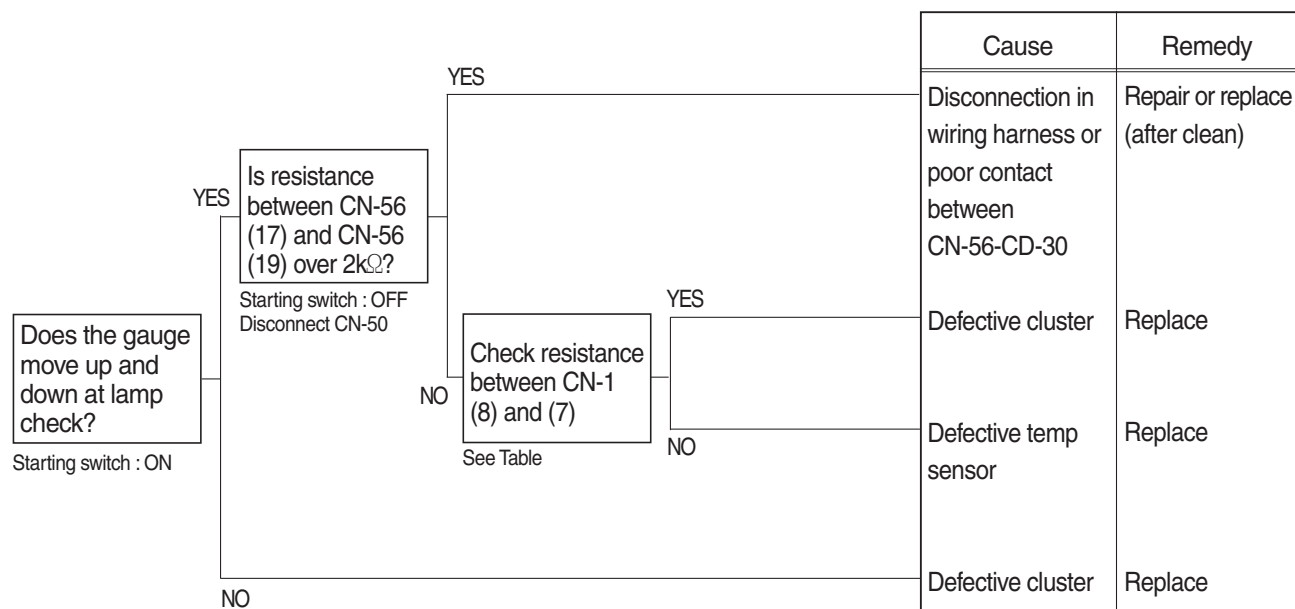 Cause
Remedy
YES
Disconnection in
wiring harness or
poor contact
between
CN-56-CD-30
Repair or replace
(after clean)
YES
Is resistance
between CN-56
(17) and CN-56
(19) over 2kΩ?
Starting switch : OFF
Disconnect CN-50
YES
Defective cluster
Replace
Does the gauge
move up and
down at lamp
check?
Starting switch : ON
NO
Check resistance
between CN-1
(8) and (7)
See Table
NO
Defective temp
sensor
Replace
NO
Defective cluster
Replace